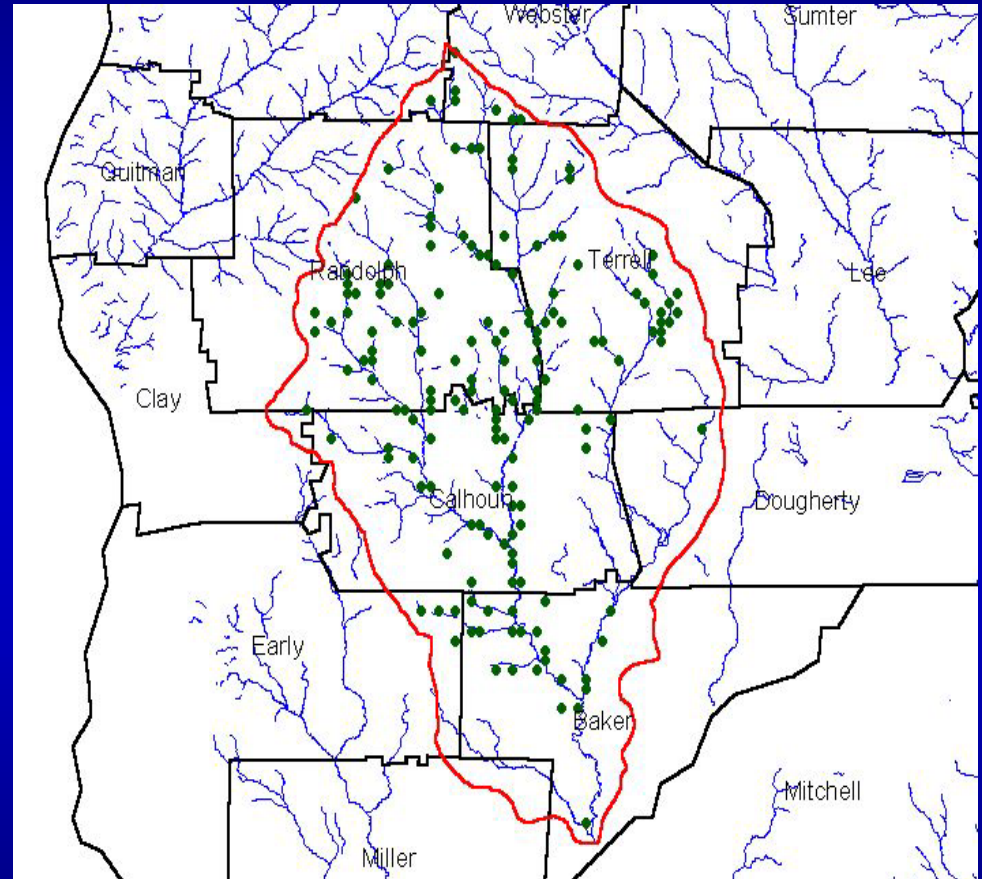 Webster
Sumter
Quitman
Randolph
Terrell
Lee
Clay
Calhoun
Dougherty
Early
Baker
Mitchell
Miller